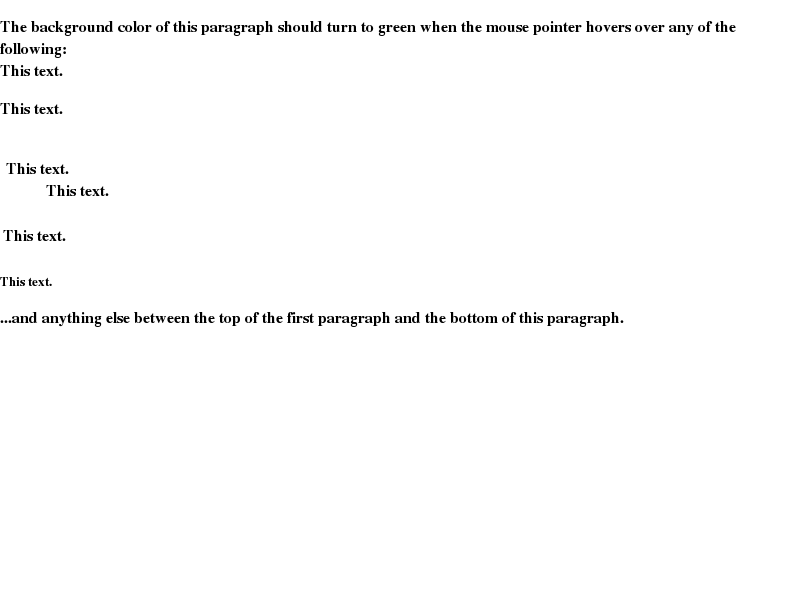 The background color of this paragraph should turn to green when the mouse pointer hovers over any of the
following:
This text.
This text.
This text.
This text.
This text.
This text.
...and anything else between the top of the first paragraph and the bottom of this paragraph.